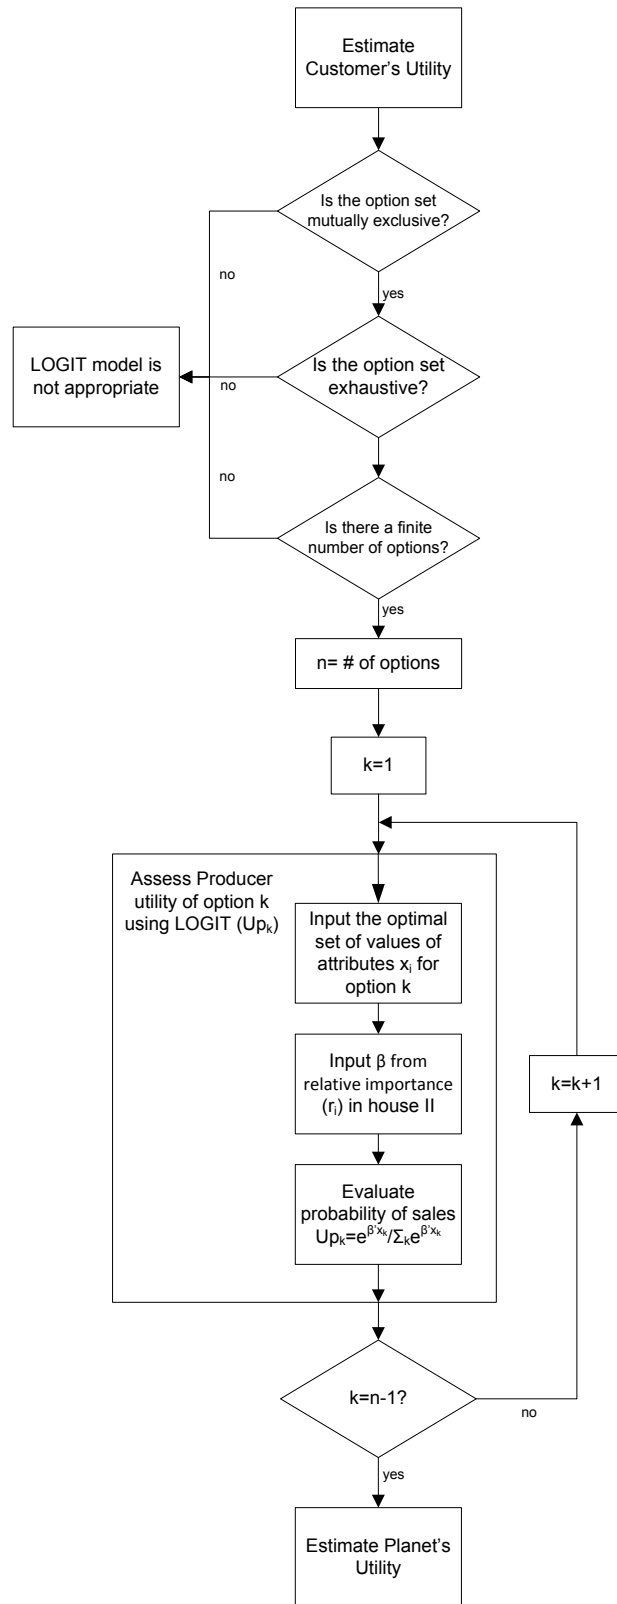 Estimate
Customer's Utility
Is the option set
mutually exclusive?
no
yes
LOGIT model is
not appropriate
Is the option set
exhaustive?
no
no
Is there a finite
number of options?
yes
n= # of options
k=1
Assess Producer
utility of option k
using LOGIT (Upₖ)
Input the optimal
set of values of
attributes xᵢ for
option k
Input β from
relative importance
(rᵢ) in house II
k=k+1
Evaluate
probability of sales
Upₖ=e^β'xₖ/Σₖe^β'xₖ
k=n-1?
no
yes
Estimate Planet's
Utility